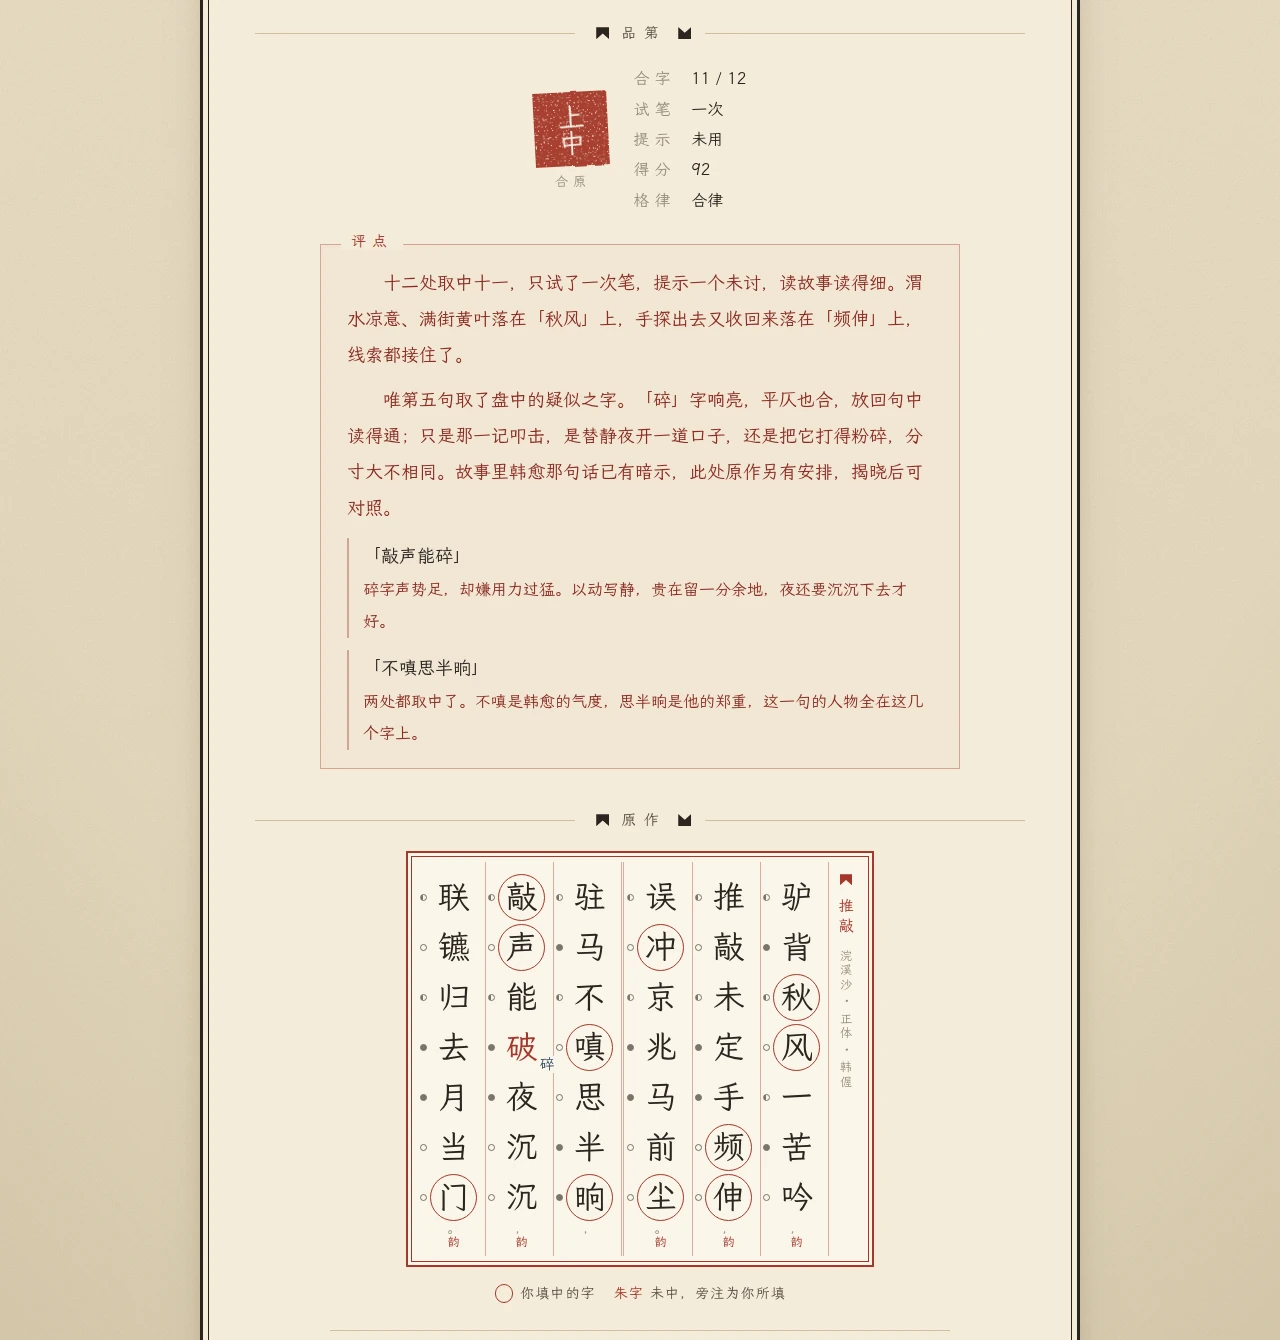 品第
上中
合原
合字 11 / 12
试笔 一次
提示 未用
得分 92
格律 合律
评点
十二处取中十一，只试了一次笔，提示一个未讨，读故事读得细。渭
水凉意、满街黄叶落在「秋风」上，手探出去又收回来落在「频伸」上，
线索都接住了。
唯第五句取了盘中的疑似之字。「碎」字响亮，平仄也合，放回句中
读得通；只是那一记叩击，是替静夜开一道口子，还是把它打得粉碎，分
寸大不相同。故事里韩愈那句话已有暗示，此处原作另有安排，揭晓后可
对照。
「敲声能碎」
碎字声势足，却嫌用力过猛。以动写静，贵在留一分余地，夜还要沉沉下去才
好。
「不嗔思半晌」
两处都取中了。不嗔是韩愈的气度，思半晌是他的郑重，这一句的人物全在这几
个字上。
原作
推敲
浣溪沙·正体·韩偓
驴背秋风一苦吟，韵
推敲未定手频伸，韵
误冲京兆马前尘。韵
驻马不嗔思半晌，
敲声能破夜沉沉，韵
碎
联镳归去月当门。韵
你填中的字 朱字 未中，旁注为你所填